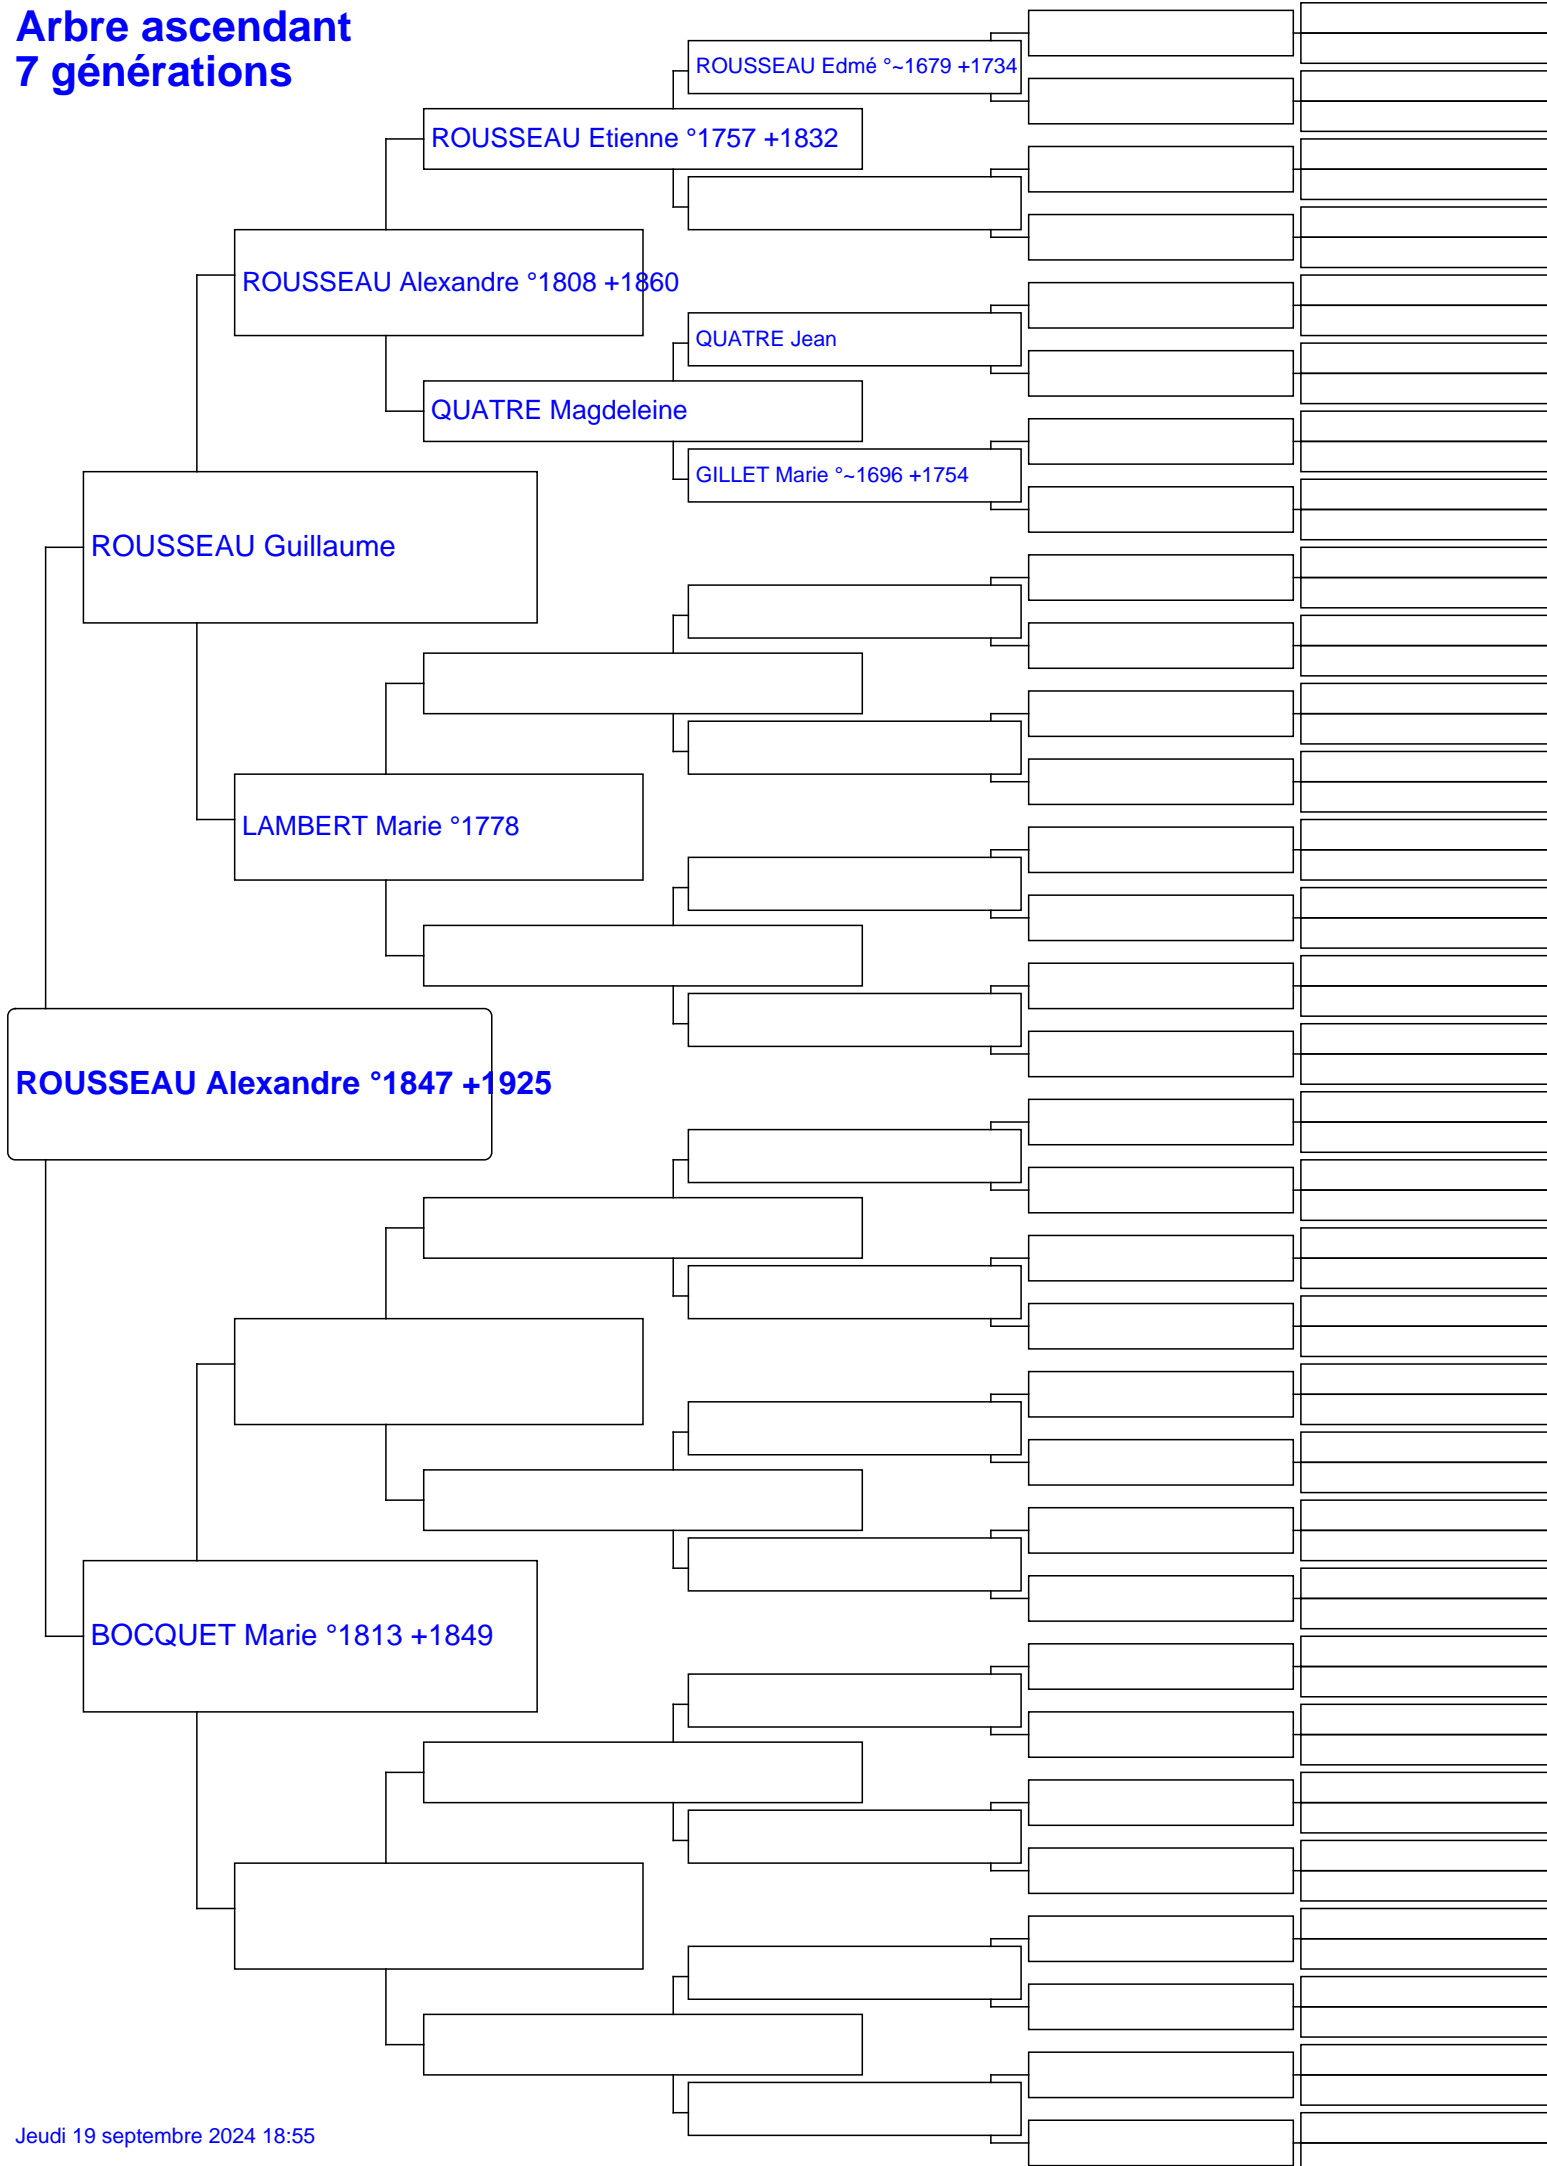 Arbre ascendant
7 générations
ROUSSEAU Edmé °~1679 +1734
ROUSSEAU Etienne °1757 +1832
ROUSSEAU Alexandre °1808 +1860
QUATRE Jean
QUATRE Magdeleine
GILLET Marie °~1696 +1754
ROUSSEAU Guillaume
LAMBERT Marie °1778
ROUSSEAU Alexandre °1847 +1925
BOCQUET Marie °1813 +1849
Jeudi 19 septembre 2024 18:55